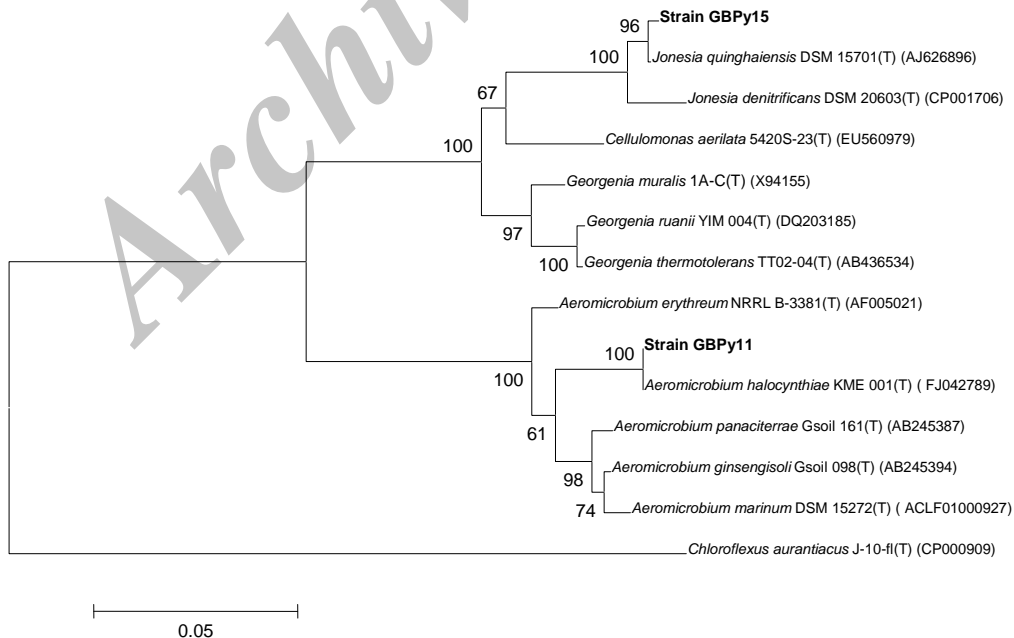 Archiv
96
Strain GBPy15
100
Jonesia quinghaiensis DSM 15701(T) (AJ626896)
67
Jonesia denitrificans DSM 20603(T) (CP001706)
100
Cellulomonas aerilata 5420S-23(T) (EU560979)
Georgenia muralis 1A-C(T) (X94155)
97
Georgenia ruanii YIM 004(T) (DQ203185)
100
Georgenia thermotolerans TT02-04(T) (AB436534)
Aeromicrobium erythreum NRRL B-3381(T) (AF005021)
100
Strain GBPy11
100
Aeromicrobium halocynthiae KME 001(T) ( FJ042789)
61
Aeromicrobium panaciterrae Gsoil 161(T) (AB245387)
98
Aeromicrobium ginsengisoli Gsoil 098(T) (AB245394)
74
Aeromicrobium marinum DSM 15272(T) ( ACLF01000927)
Chloroflexus aurantiacus J-10-fl(T) (CP000909)
0.05